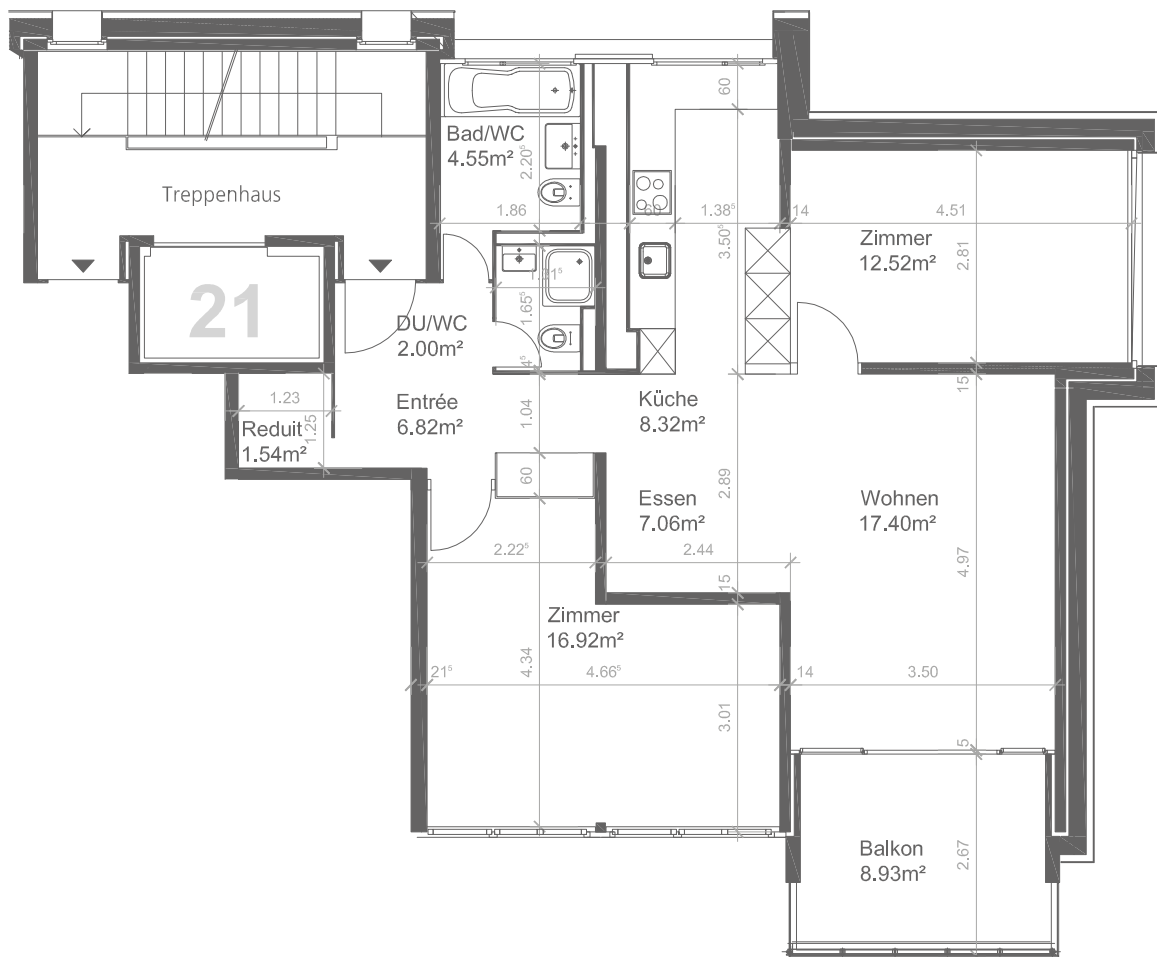 60
Bad/WC
4.55m²
2.20⁵
Treppenhaus
1.86
60
1.38⁵
14
4.51
3.50⁵
Zimmer
12.52m²
2.81
21
1.31⁵
1.65⁵
DU/WC
2.00m²
4⁵
15
1.23
Reduit
1.54m²
1.25
Entrée
6.82m²
1.04
Küche
8.32m²
60
2.89
Essen
7.06m²
Wohnen
17.40m²
2.22⁵
2.44
4.97
15
Zimmer
16.92m²
4.34
21⁵
4.66⁵
14
3.50
3.01
5
Balkon
8.93m²
2.67